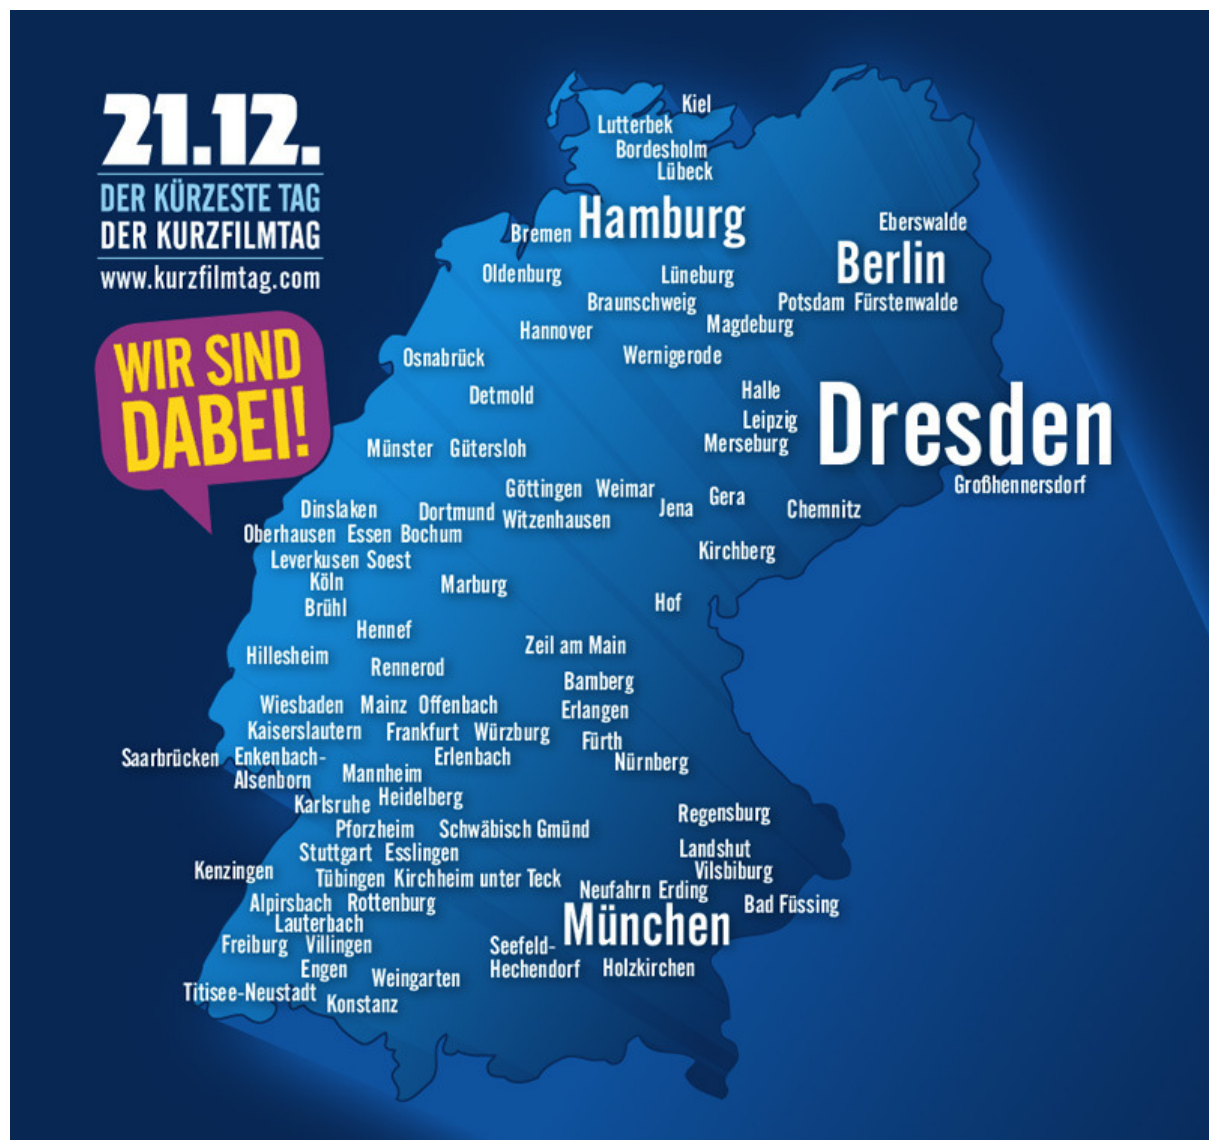 21.12.
DER KÜRZESTE TAG
DER KURZFILMTAG
www.kurzfilmtag.com
WIR SIND
DABEI!
Kiel
Lutterbek
Bordesholm
Lübeck
Hamburg
Bremen
Eberswalde
Berlin
Oldenburg
Lüneburg
Braunschweig
Potsdam Fürstenwalde
Hannover
Magdeburg
Osnabrück
Wernigerode
Detmold
Halle
Leipzig
Merseburg
Dresden
Münster Gütersloh
Großhennersdorf
Göttingen Weimar
Gera
Dinslaken
Dortmund
Witzenhausen
Jena
Chemnitz
Oberhausen Essen Bochum
Kirchberg
Leverkusen Soest
Köln
Marburg
Brühl
Hof
Hennef
Zeil am Main
Hillesheim
Rennerod
Bamberg
Wiesbaden Mainz Offenbach
Erlangen
Kaiserslautern Frankfurt Würzburg
Fürth
Saarbrücken
Enkenbach-
Alsenborn
Erlenbach
Nürnberg
Mannheim
Karlsruhe Heidelberg
Regensburg
Pforzheim Schwäbisch Gmünd
Stuttgart Esslingen
Landshut
Kenzingen
Vilsbiburg
Tübingen Kirchheim unter Teck
Neufahrn Erding
Alpirsbach Rottenburg
Bad Füssing
Lauterbach
München
Freiburg Villingen
Seefeld-
Hechendorf
Holzkirchen
Engen
Weingarten
Titisee-Neustadt
Konstanz